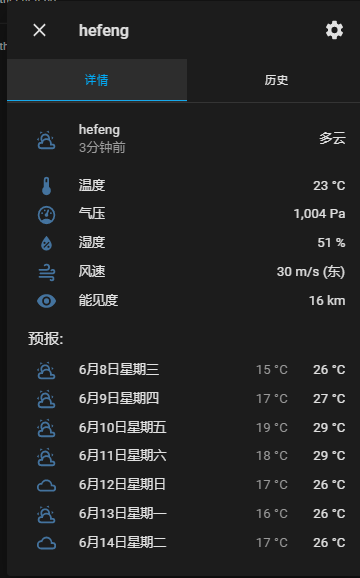 th
hefeng
详情 历史
hefeng 多云
3分钟前
温度 23 °C
气压 1,004 Pa
湿度 51 %
风速 30 m/s (东)
能见度 16 km
预报:
6月8日星期三 15 °C 26 °C
6月9日星期四 17 °C 27 °C
6月10日星期五 19 °C 29 °C
6月11日星期六 18 °C 29 °C
6月12日星期日 17 °C 26 °C
6月13日星期一 16 °C 26 °C
6月14日星期二 17 °C 26 °C